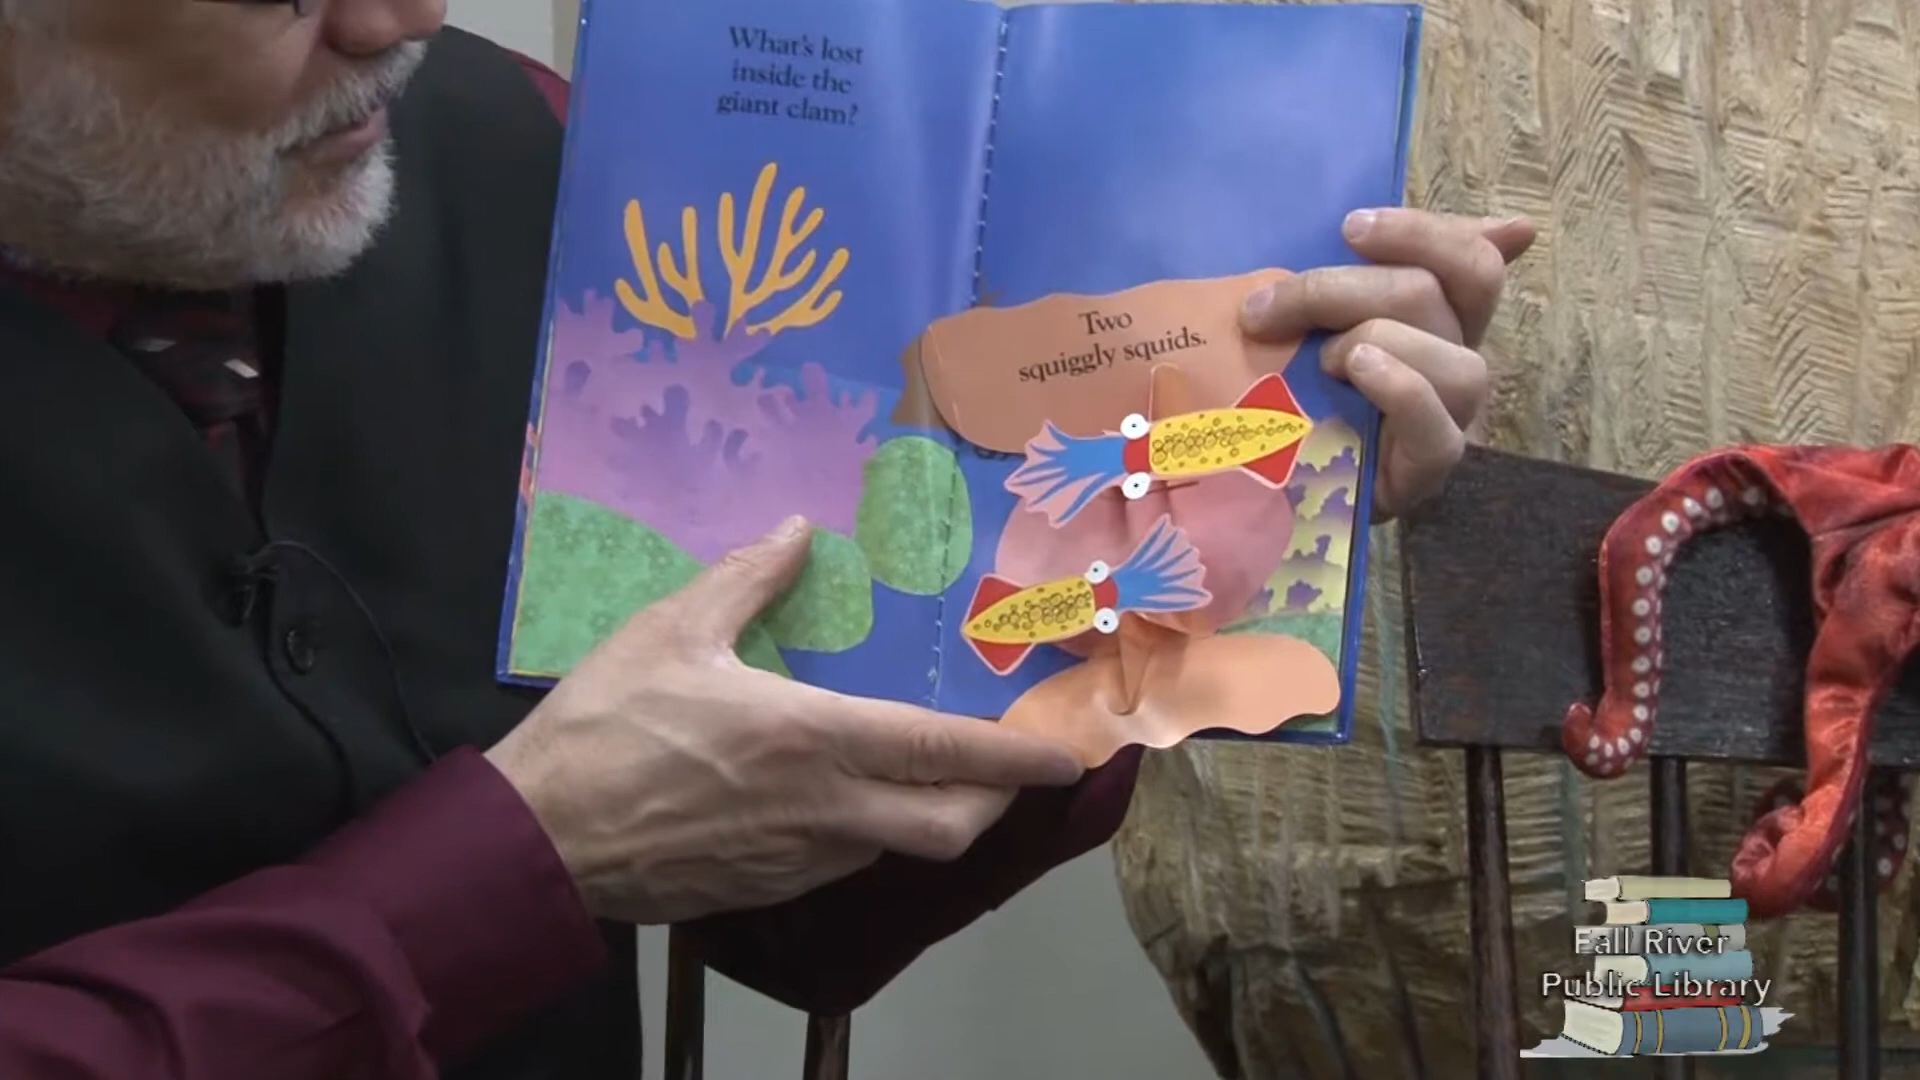 What's lost
inside the
giant clam?
Two
squiggly squids.
Fall River
Public Library